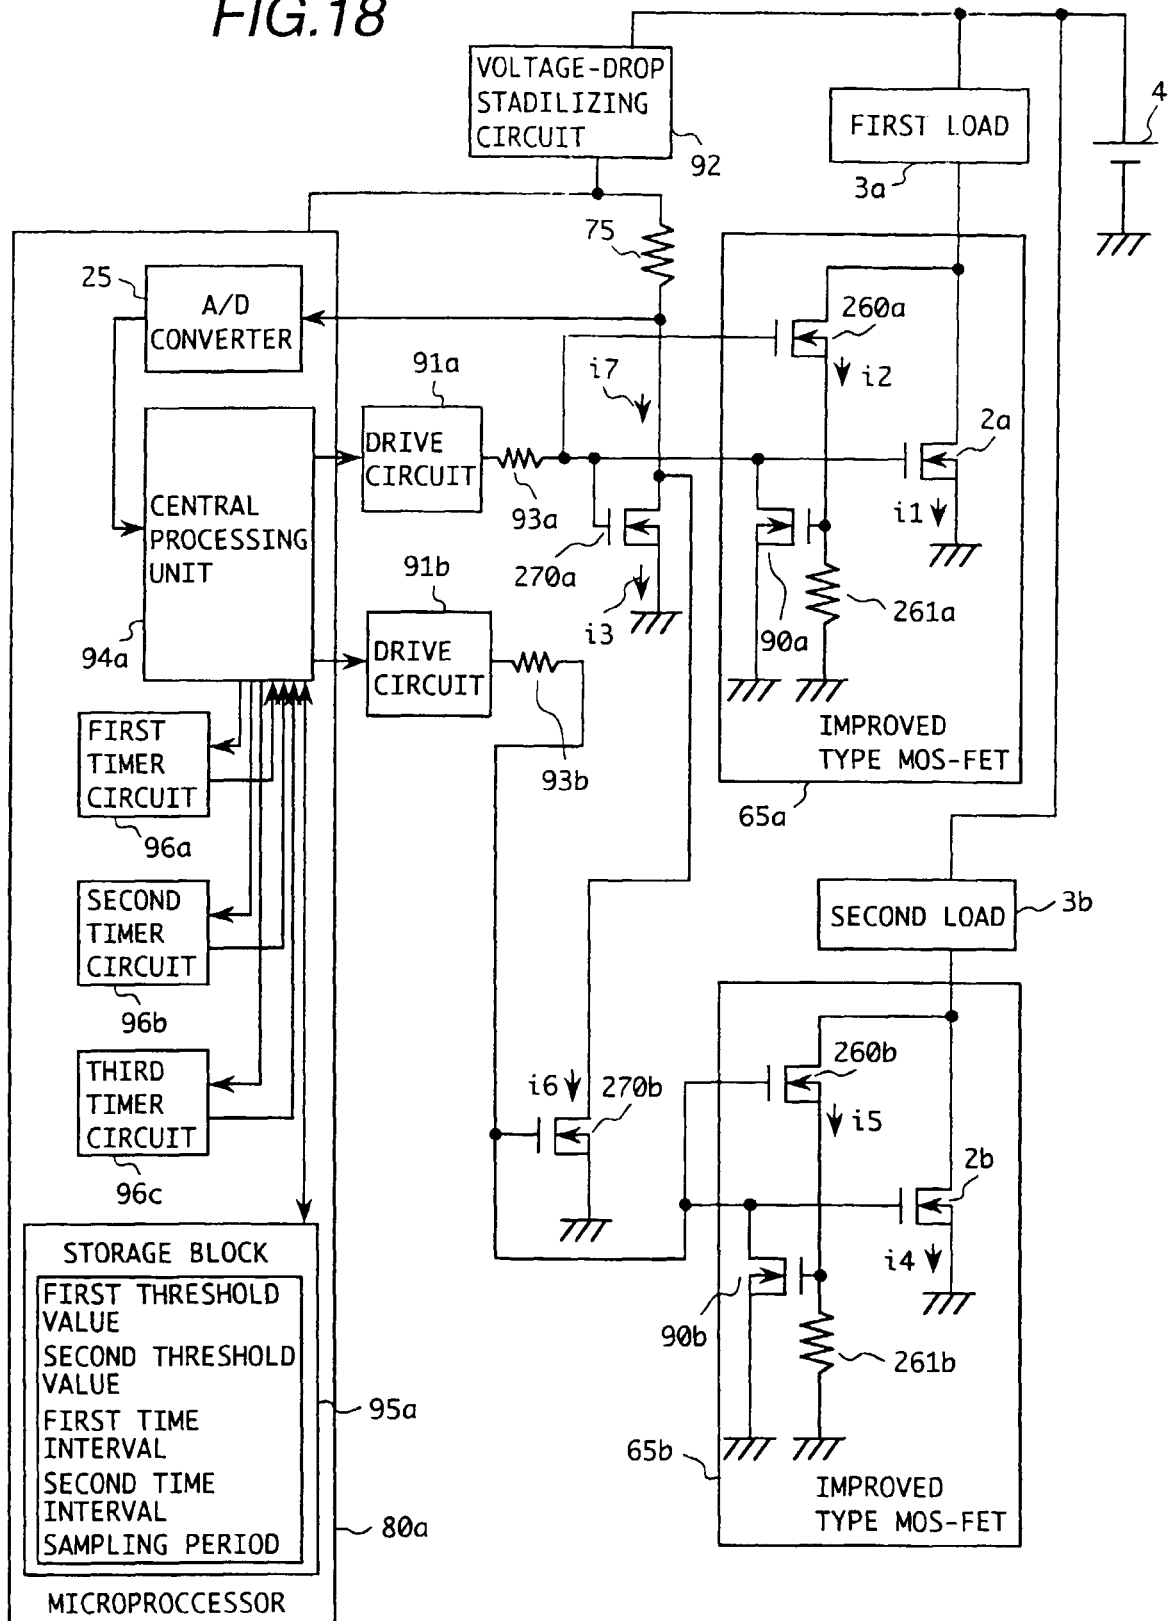 FIG.18
VOLTAGE-DROP
STADILIZING
CIRCUIT
92
FIRST LOAD
3a
4
75
25
A/D
CONVERTER
260a
i2
91a
i7
2a
DRIVE
CIRCUIT
93a
i1
CENTRAL
PROCESSING
UNIT
94a
270a
i3
90a
261a
91b
DRIVE
CIRCUIT
93b
IMPROVED
TYPE MOS-FET
65a
FIRST
TIMER
CIRCUIT
96a
SECOND
TIMER
CIRCUIT
96b
SECOND LOAD
3b
THIRD
TIMER
CIRCUIT
96c
i6
270b
260b
i5
2b
i4
90b
261b
65b
IMPROVED
TYPE MOS-FET
STORAGE BLOCK
FIRST THRESHOLD
VALUE
SECOND THRESHOLD
VALUE
FIRST TIME
INTERVAL
SECOND TIME
INTERVAL
SAMPLING PERIOD
95a
80a
MICROPROCCESSOR